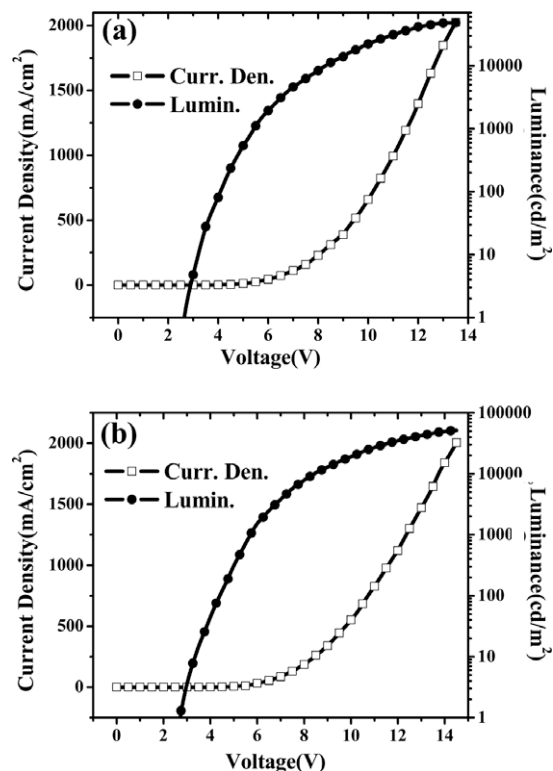 (a)
Curr. Den.
Lumin.
2000
1500
1000
500
0
Current Density(mA/cm²)
10000
1000
100
10
1
Luminance(cd/m²)
0 2 4 6 8 10 12 14
Voltage(V)
(b)
Curr. Den.
Lumin.
2000
1500
1000
500
0
Current Density(mA/cm²)
100000
10000
1000
100
10
1
Luminance(cd/m²)
0 2 4 6 8 10 12 14
Voltage(V)